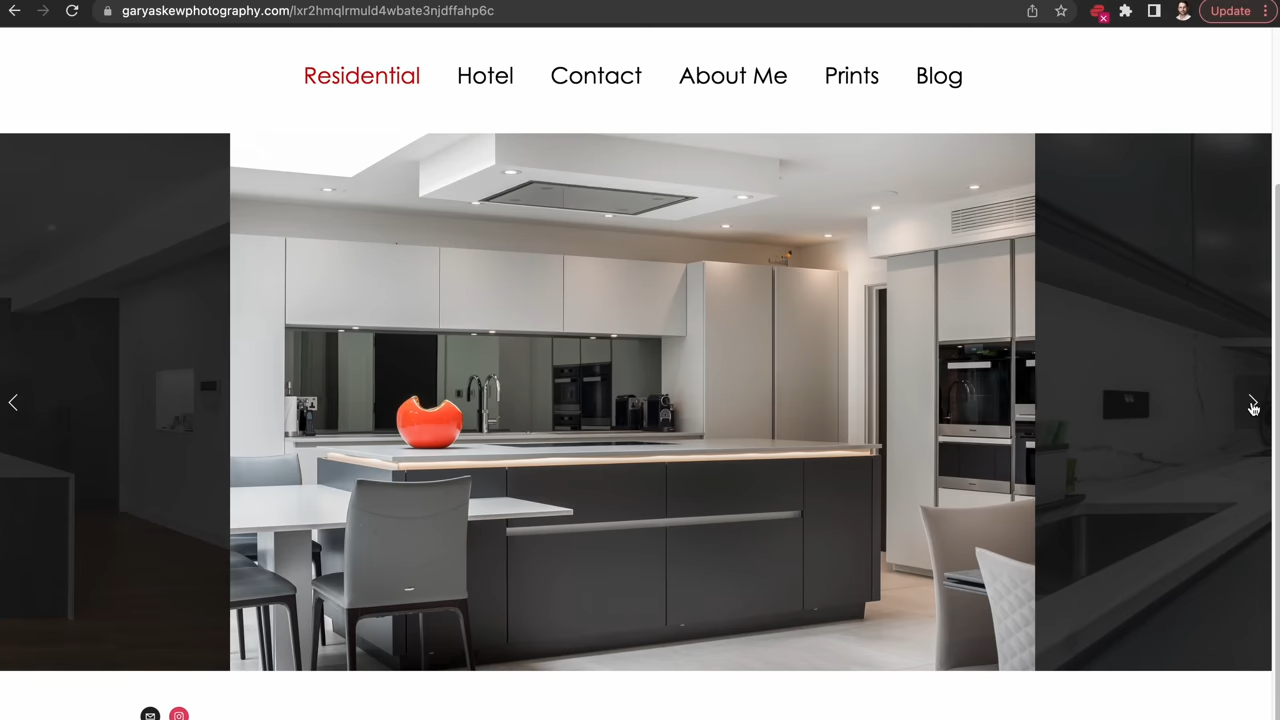 garyaskewphotography.com/lxr2hmqlrmuld4wbate3njdffahp6c
Update
Residential Hotel Contact About Me Prints Blog